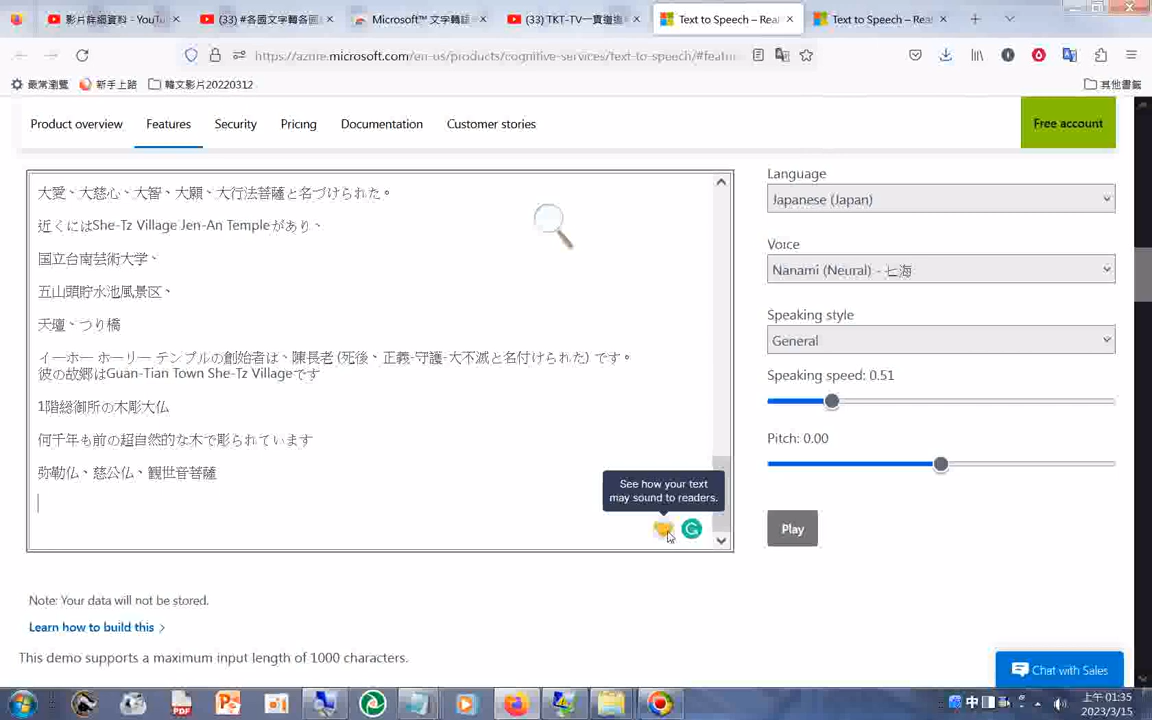 影片詳細資料 - YouTu
(33) #各國文字轉各國
Microsoft™ 文字轉語
(33) TKT-TV一貫道進
Text to Speech – Real
Text to Speech – Real
https://azure.microsoft.com/en-us/products/cognitive-services/text-to-speech/#featu
最常瀏覽
新手上路
韓文影片20220312
其他書籤
Product overview
Features
Security
Pricing
Documentation
Customer stories
Free account
大愛、大慈心、大智、大願、大行法菩薩と名づけられた。
近くにはShe-Tz Village Jen-An Templeがあり、
国立台南芸術大学、
五山頭貯水池風景区、
天壇、つり橋
イーホー ホーリー テンプルの創始者は、陳長老 (死後、正義-守護-大不滅と名付けられた) です。
彼の故郷はGuan-Tian Town She-Tz Villageです
1階総御所の木彫大仏
何千年も前の超自然的な木で彫られています
弥勒仏、慈公仏、観世音菩薩
See how your text
may sound to readers.
Language
Japanese (Japan)
Voice
Nanami (Neural) - 七海
Speaking style
General
Speaking speed: 0.51
Pitch: 0.00
Play
Note: Your data will not be stored.
Learn how to build this
This demo supports a maximum input length of 1000 characters.
Chat with Sales
中
上午 01:35
2023/3/15